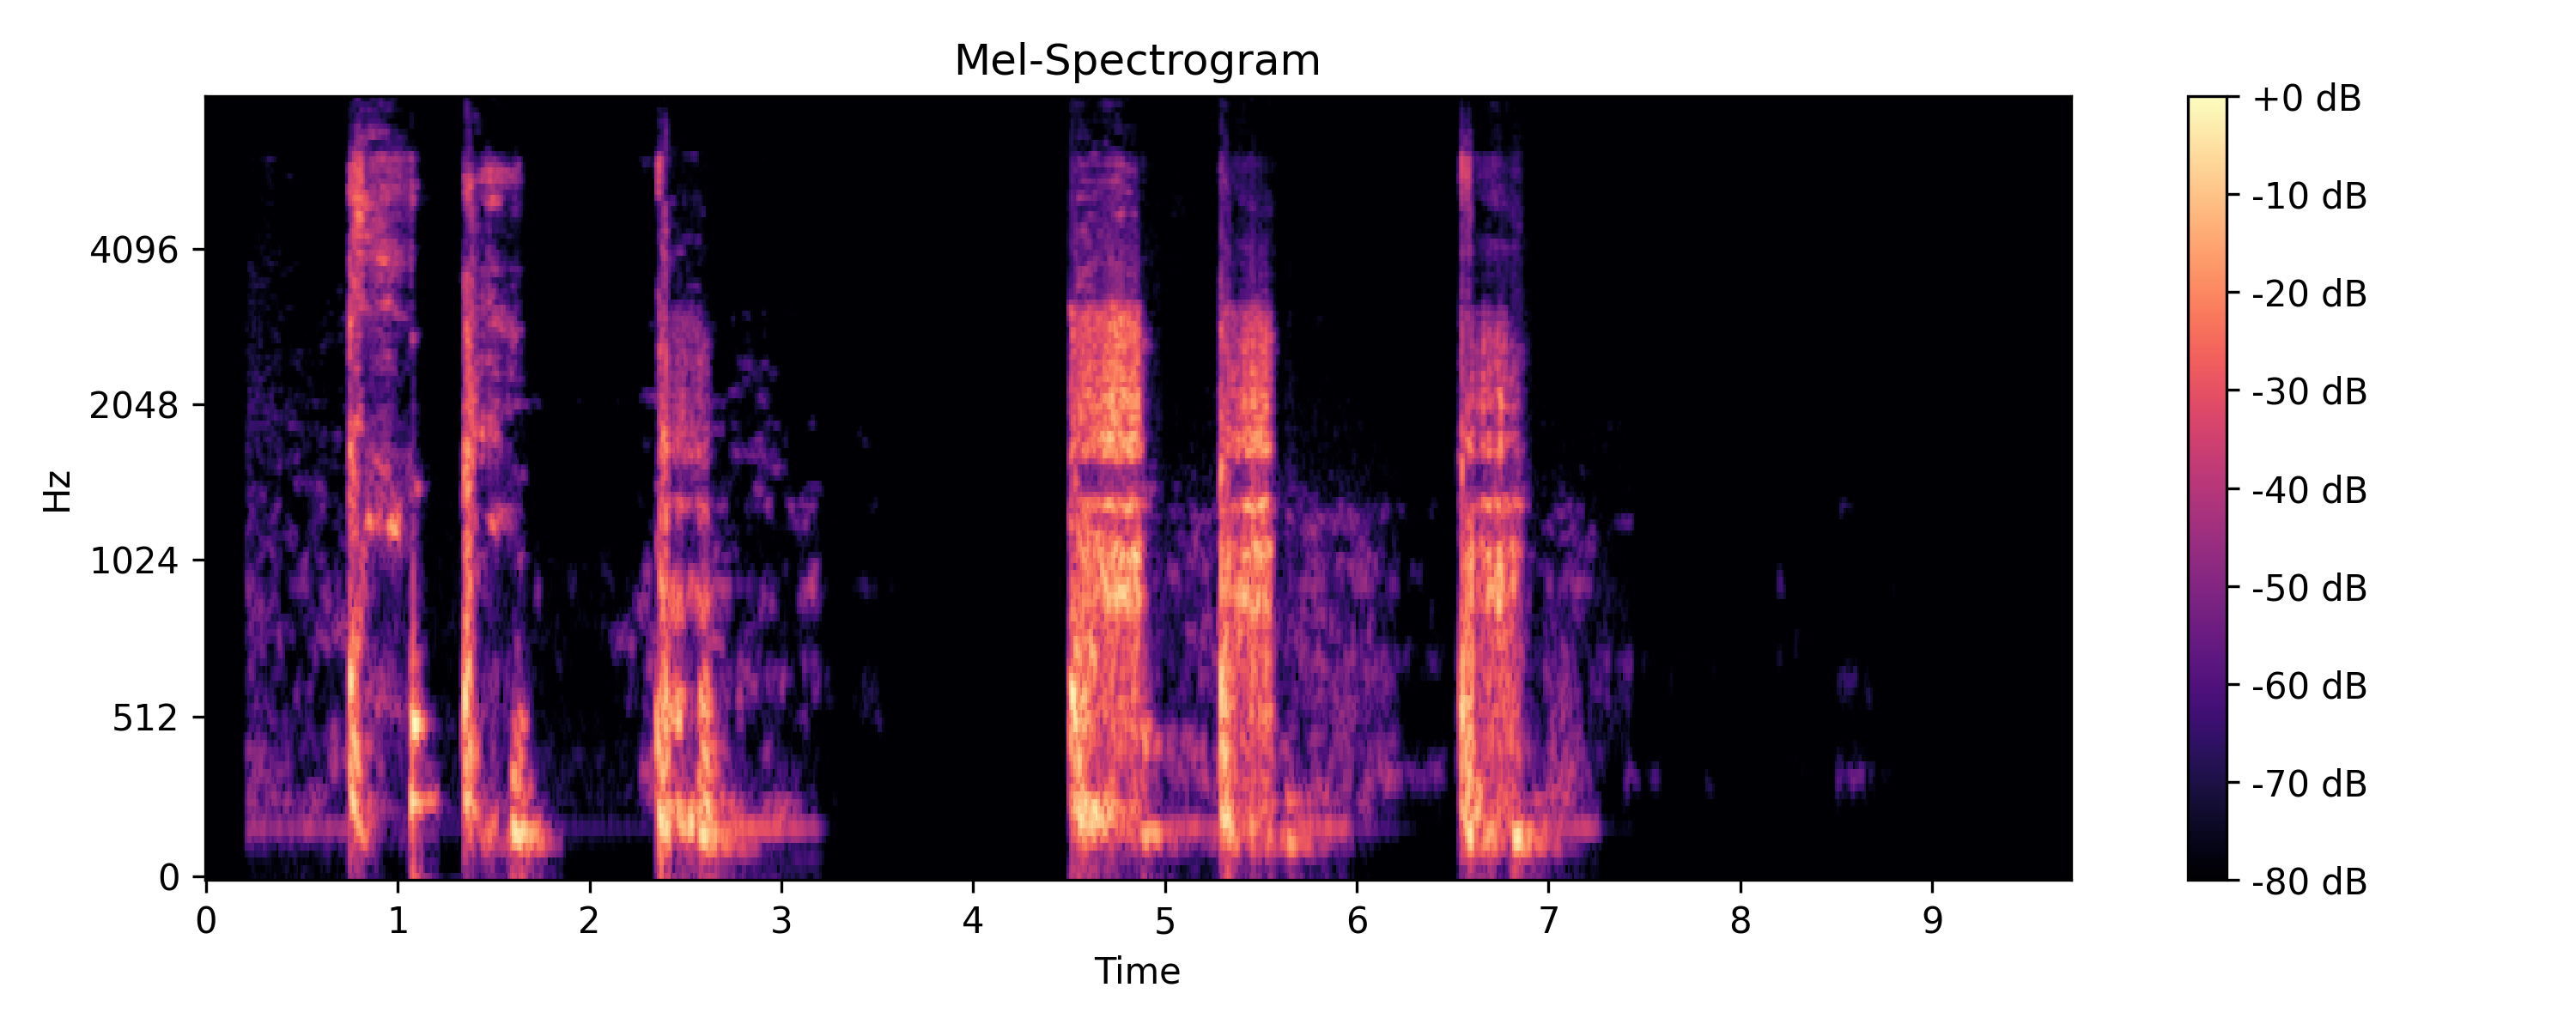 Mel-Spectrogram
+0 dB
-10 dB
-20 dB
-30 dB
-40 dB
-50 dB
-60 dB
-70 dB
-80 dB
Hz
4096
2048
1024
512
0
0 1 2 3 4 5 6 7 8 9
Time